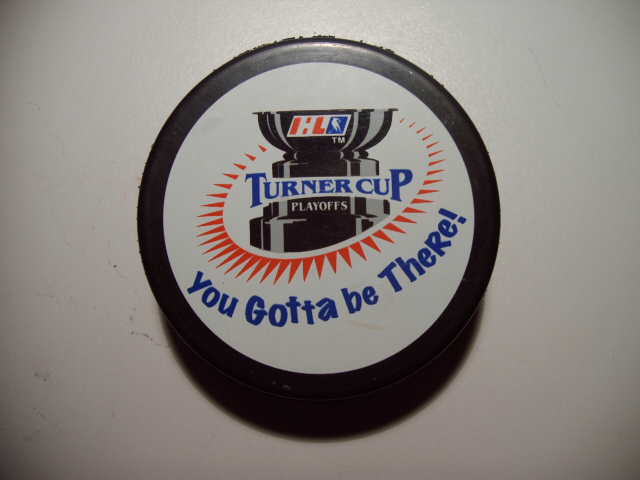 IHL
TM
TURNER CUP
PLAYOFFS
You Gotta be There!